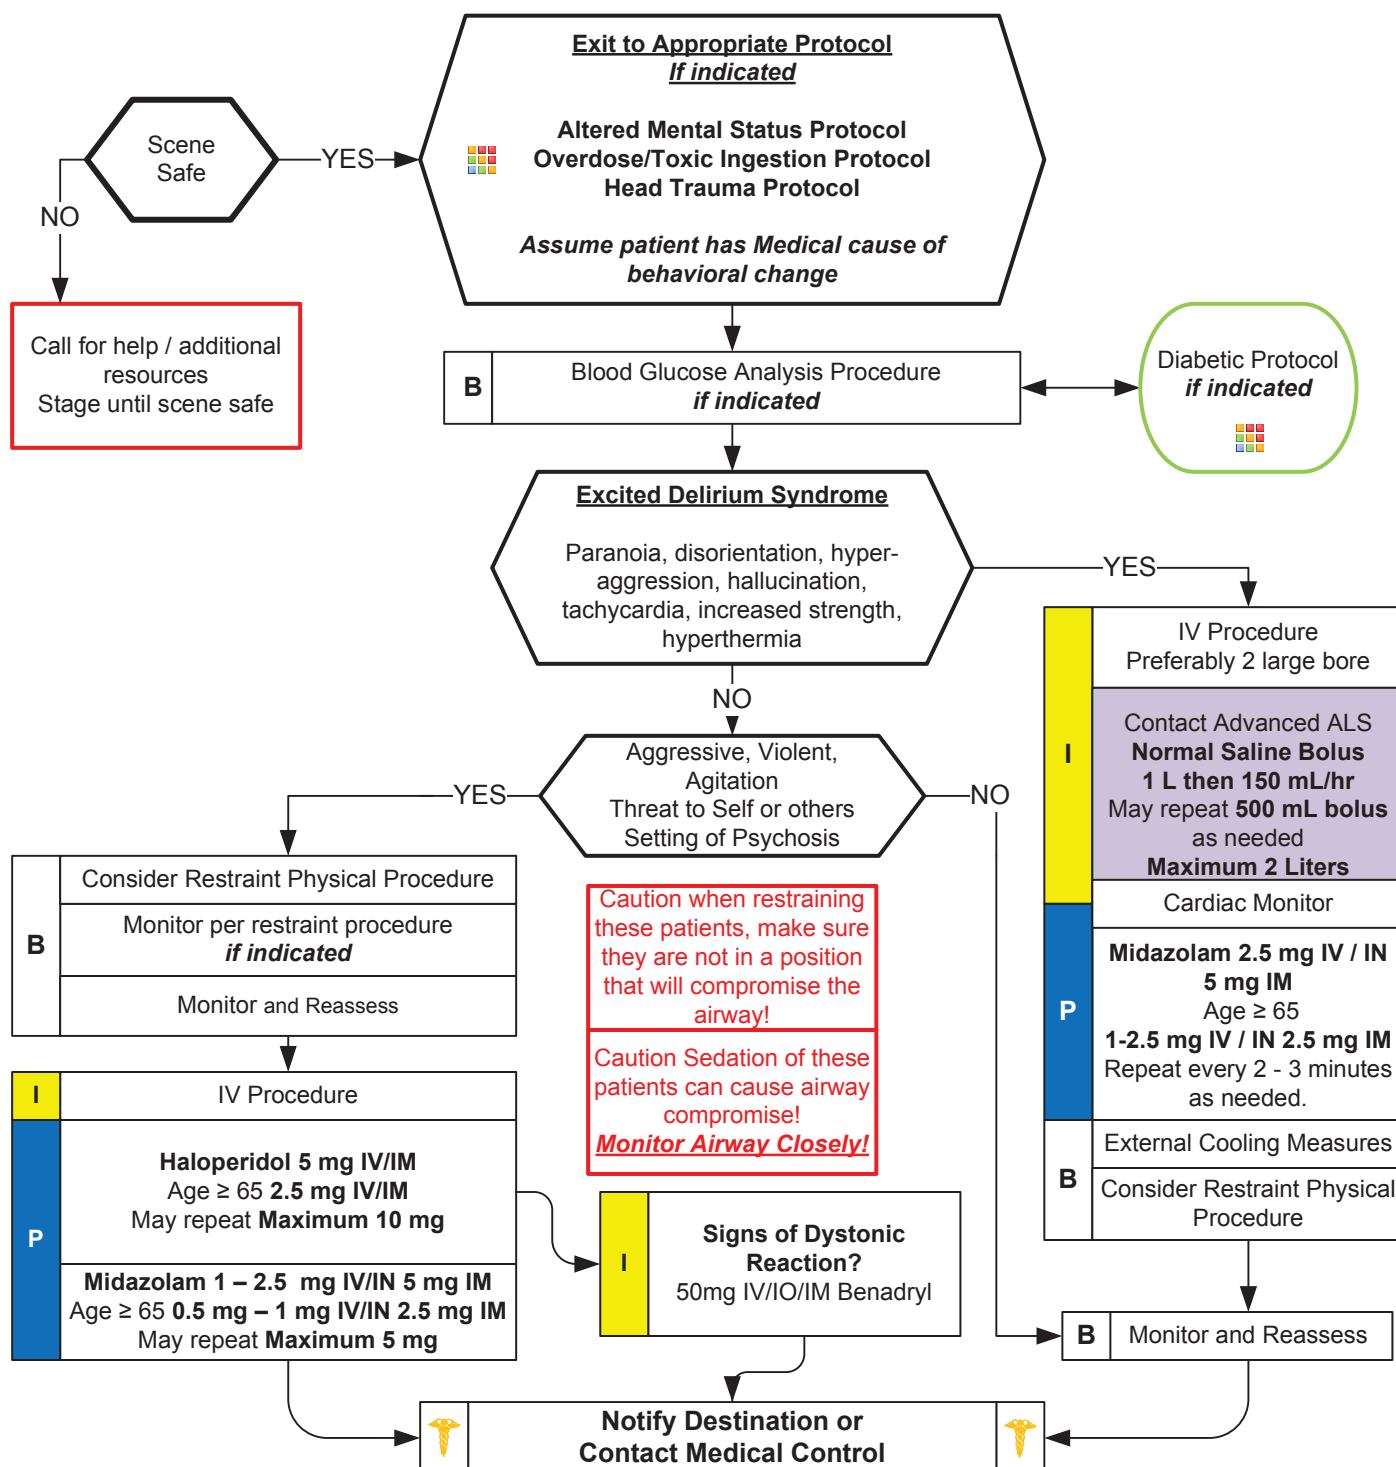 Exit to Appropriate Protocol
If indicated
Altered Mental Status Protocol
Overdose/Toxic Ingestion Protocol
Head Trauma Protocol
Assume patient has Medical cause of
behavioral change
Scene
Safe
YES
NO
Call for help / additional
resources
Stage until scene safe
B
Blood Glucose Analysis Procedure
if indicated
Diabetic Protocol
if indicated
Excited Delirium Syndrome
Paranoia, disorientation, hyper-
aggression, hallucination,
tachycardia, increased strength,
hyperthermia
YES
NO
I
IV Procedure
Preferably 2 large bore
Contact Advanced ALS
Normal Saline Bolus
1 L then 150 mL/hr
May repeat 500 mL bolus
as needed
Maximum 2 Liters
P
Cardiac Monitor
Midazolam 2.5 mg IV / IN
5 mg IM
Age ≥ 65
1-2.5 mg IV / IN 2.5 mg IM
Repeat every 2 - 3 minutes
as needed.
B
External Cooling Measures
Consider Restraint Physical
Procedure
Aggressive, Violent,
Agitation
Threat to Self or others
Setting of Psychosis
YES
NO
B
Consider Restraint Physical Procedure
Monitor per restraint procedure
if indicated
Monitor and Reassess
Caution when restraining
these patients, make sure
they are not in a position
that will compromise the
airway!
Caution Sedation of these
patients can cause airway
compromise!
Monitor Airway Closely!
I
IV Procedure
P
Haloperidol 5 mg IV/IM
Age ≥ 65 2.5 mg IV/IM
May repeat Maximum 10 mg
Midazolam 1 – 2.5 mg IV/IN 5 mg IM
Age ≥ 65 0.5 mg – 1 mg IV/IN 2.5 mg IM
May repeat Maximum 5 mg
I
Signs of Dystonic
Reaction?
50mg IV/IO/IM Benadryl
B
Monitor and Reassess
Notify Destination or
Contact Medical Control